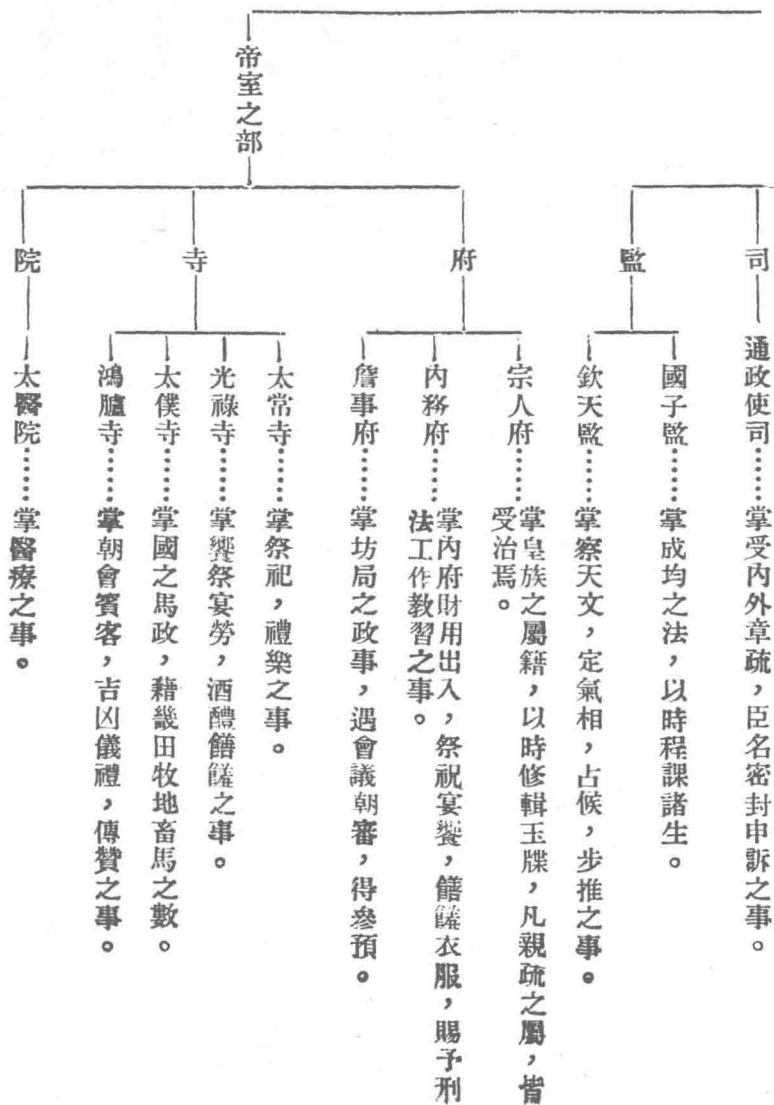 司
通政使司……掌受內外章疏，臣名密封申訴之事。
監
國子監……掌成均之法，以時程課諸生。
欽天監……掌察天文，定氣相，占候，步推之事。
帝室之部
府
宗人府……掌皇族之屬籍，以時修輯玉牒，凡親疏之屬，皆
受治焉。
內務府……掌內府財用出入，祭祝宴饗，饍饈衣服，賜予刑
法工作教習之事。
詹事府……掌坊局之政事，遇會議朝審，得參預。
寺
太常寺……掌祭祀，禮樂之事。
光祿寺……掌饗祭宴勞，酒醴饍饈之事。
太僕寺……掌國之馬政，藉畿田牧地畜馬之數。
鴻臚寺……掌朝會賓客，吉凶儀禮，傳贊之事。
院
太醫院……掌醫療之事。